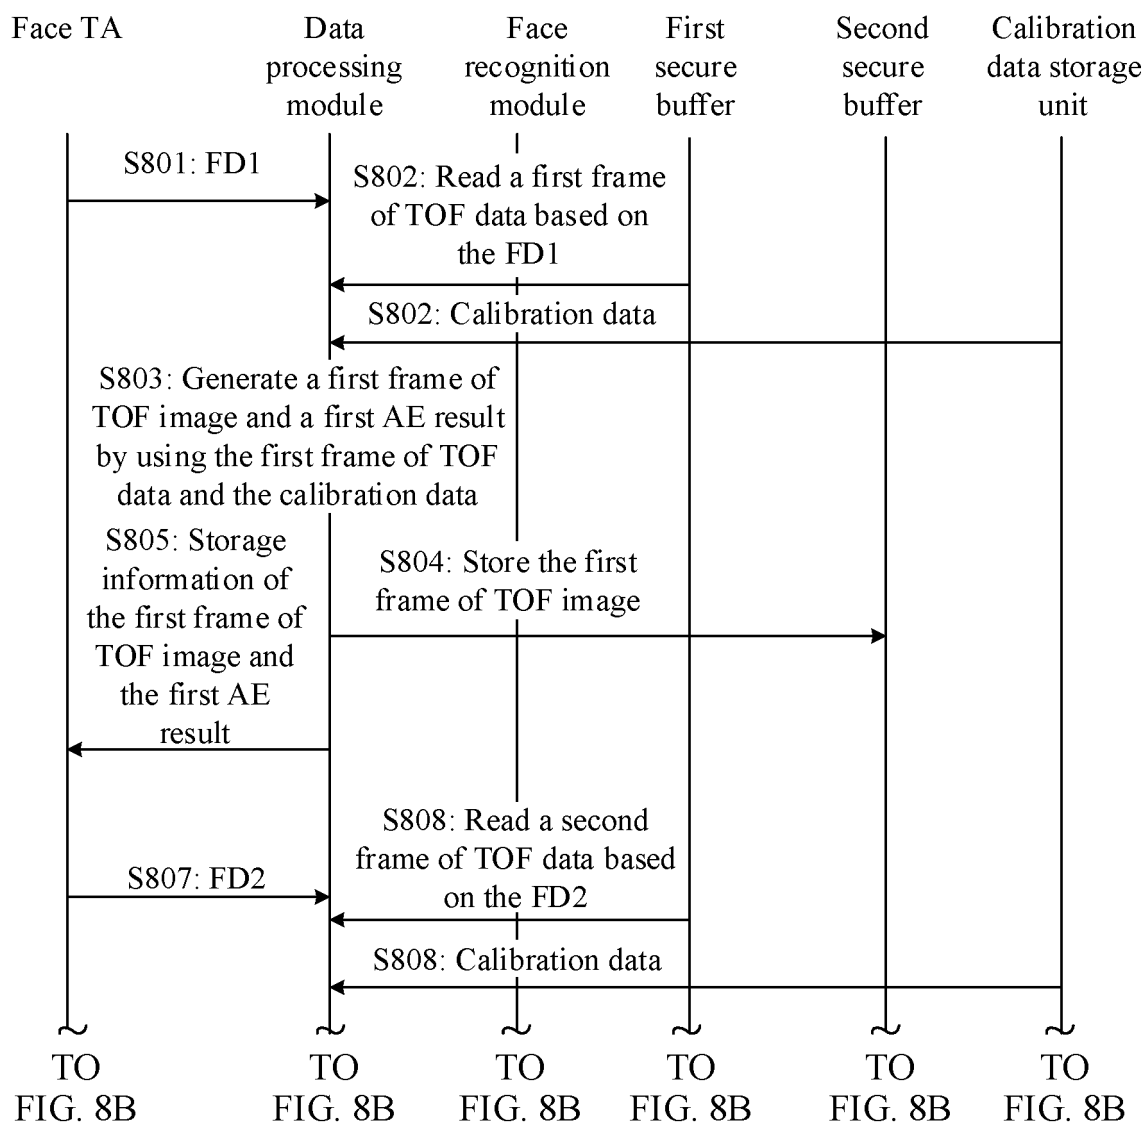 Face TA
Data
processing
module
Face
recognition
module
First
secure
buffer
Second
secure
buffer
Calibration
data storage
unit
S801: FD1
S802: Read a first frame
of TOF data based on
the FD1
S802: Calibration data
S803: Generate a first frame of
TOF image and a first AE result
by using the first frame of TOF
data and the calibration data
S805: Storage
information of
the first frame of
TOF image and
the first AE
result
S804: Store the first
frame of TOF image
S807: FD2
S808: Read a second
frame of TOF data based
on the FD2
S808: Calibration data
TO
FIG. 8B
TO
FIG. 8B
TO
FIG. 8B
TO
FIG. 8B
TO
FIG. 8B
TO
FIG. 8B